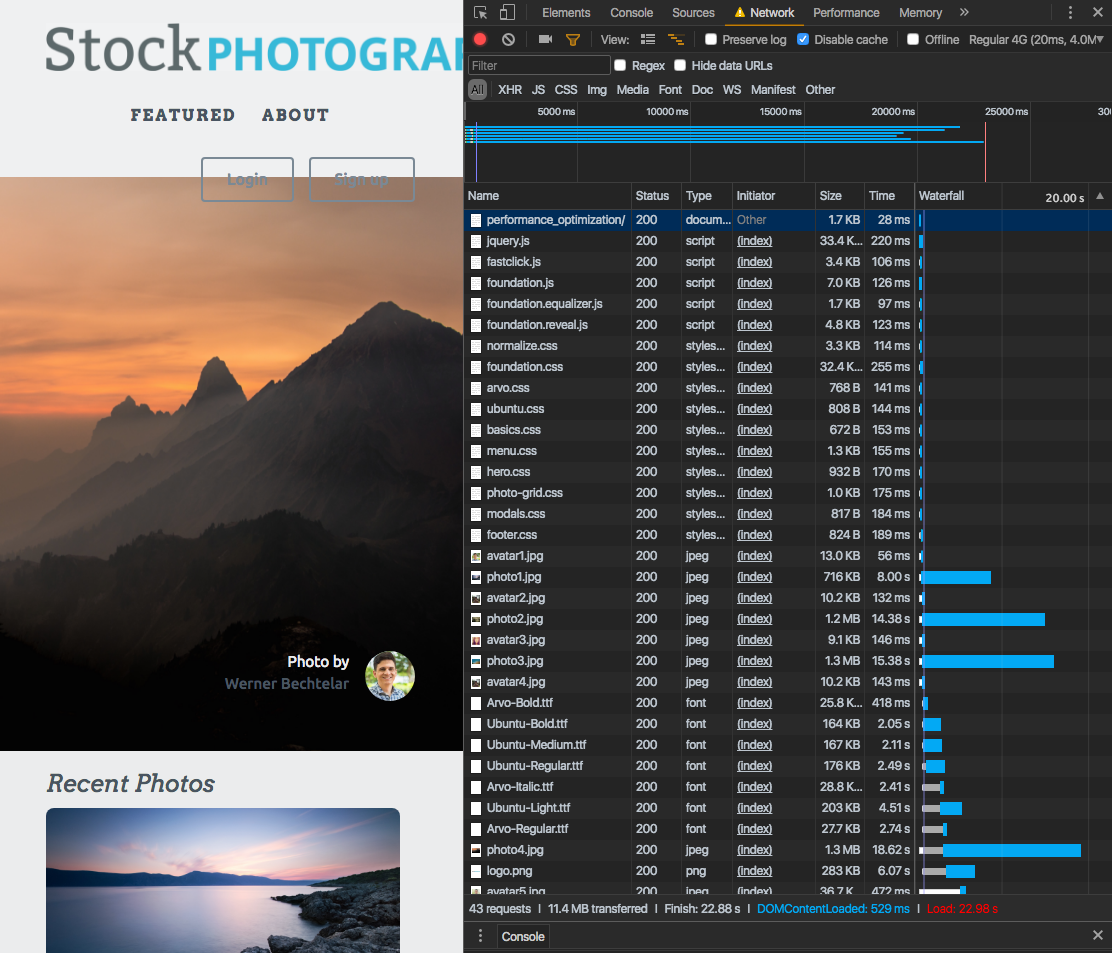 StockPHOTOGRAP
FEATURED ABOUT
Login Sign up
Photo by
Werner Bechtelar
Recent Photos
Elements Console Sources Network Performance Memory »
View: Preserve log Disable cache Offline Regular 4G (20ms, 4.0M
Filter Regex Hide data URLs
All XHR JS CSS Img Media Font Doc WS Manifest Other
5000 ms 10000 ms 15000 ms 20000 ms 25000 ms 300
Name Status Type Initiator Size Time Waterfall 20.00 s
performance_optimization/ 200 docum... Other 1.7 KB 28 ms
jquery.js 200 script (index) 33.4 K... 220 ms
fastclick.js 200 script (index) 3.4 KB 106 ms
foundation.js 200 script (index) 7.0 KB 126 ms
foundation.equalizer.js 200 script (index) 1.7 KB 97 ms
foundation.reveal.js 200 script (index) 4.8 KB 123 ms
normalize.css 200 styles... (index) 3.3 KB 114 ms
foundation.css 200 styles... (index) 32.4 K... 255 ms
arvo.css 200 styles... (index) 768 B 141 ms
ubuntu.css 200 styles... (index) 808 B 144 ms
basics.css 200 styles... (index) 672 B 153 ms
menu.css 200 styles... (index) 1.3 KB 155 ms
hero.css 200 styles... (index) 932 B 170 ms
photo-grid.css 200 styles... (index) 1.0 KB 175 ms
modals.css 200 styles... (index) 817 B 184 ms
footer.css 200 styles... (index) 824 B 189 ms
avatar1.jpg 200 jpeg (index) 13.0 KB 56 ms
photo1.jpg 200 jpeg (index) 716 KB 8.00 s
avatar2.jpg 200 jpeg (index) 10.2 KB 132 ms
photo2.jpg 200 jpeg (index) 1.2 MB 14.38 s
avatar3.jpg 200 jpeg (index) 9.1 KB 146 ms
photo3.jpg 200 jpeg (index) 1.3 MB 15.38 s
avatar4.jpg 200 jpeg (index) 10.2 KB 143 ms
Arvo-Bold.ttf 200 font (index) 25.8 K... 418 ms
Ubuntu-Bold.ttf 200 font (index) 164 KB 2.05 s
Ubuntu-Medium.ttf 200 font (index) 167 KB 2.11 s
Ubuntu-Regular.ttf 200 font (index) 176 KB 2.49 s
Arvo-Italic.ttf 200 font (index) 28.8 K... 2.41 s
Ubuntu-Light.ttf 200 font (index) 203 KB 4.51 s
Arvo-Regular.ttf 200 font (index) 27.7 KB 2.74 s
photo4.jpg 200 jpeg (index) 1.3 MB 18.62 s
logo.png 200 png (index) 283 KB 6.07 s
avatar5.jpg 200 jpeg (index) 36.7 K... 472 ms
43 requests | 11.4 MB transferred | Finish: 22.88 s | DOMContentLoaded: 529 ms | Load: 22.98 s
Console